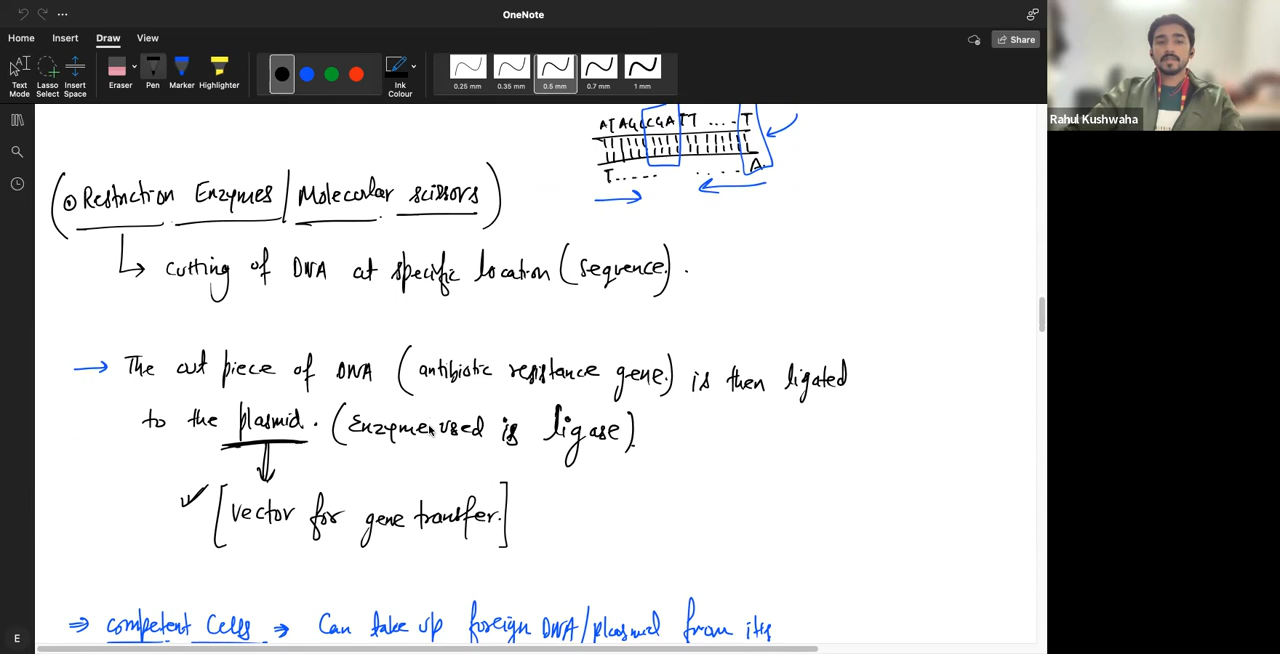 OneNote
Home Insert Draw View
Share
Text Mode
Lasso Select
Insert Space
Eraser
Pen
Marker
Highlighter
Ink Colour
0.25 mm
0.35 mm
0.5 mm
0.7 mm
1 mm
Rahul Kushwaha
T
T..... .... A
(⊙ Restriction Enzymes / Molecular scissors)
↳ cutting of DNA at specific location (sequence).
→ The cut piece of DNA (antibiotic resistance gene.) is then ligated
to the plasmid. (Enzyme used is ligase).
✓ [vector for gene transfer.]
⇒ competent Cells → Can take up foreign DNA/plasmid from its
E